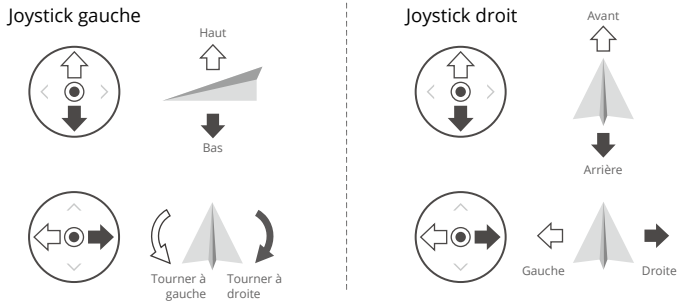 Joystick gauche
Haut
Bas
Tourner à
gauche
Tourner à
droite
Joystick droit
Avant
Arrière
Gauche
Droite